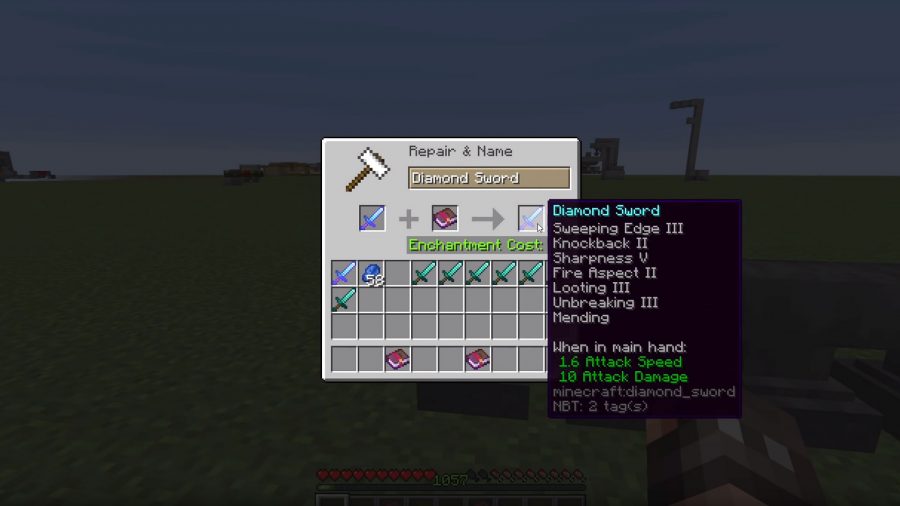 Repair & Name
Diamond Sword
Enchantment Cost:
58
Diamond Sword
Sweeping Edge III
Knockback II
Sharpness V
Fire Aspect II
Looting III
Unbreaking III
Mending
When in main hand:
1.6 Attack Speed
10 Attack Damage
minecraft:diamond_sword
NBT: 2 tag(s)
1057